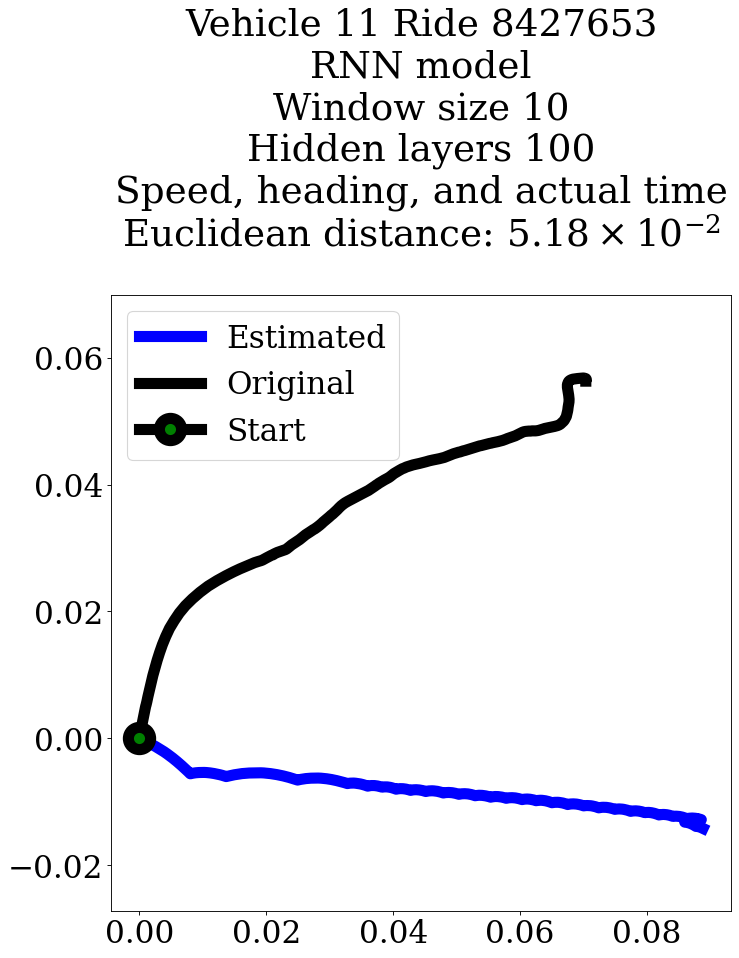 Vehicle 11 Ride 8427653
RNN model
Window size 10
Hidden layers 100
Speed, heading, and actual time
Euclidean distance: 5.18 × 10⁻²
Estimated
Original
Start
0.06
0.04
0.02
0.00
−0.02
0.00 0.02 0.04 0.06 0.08